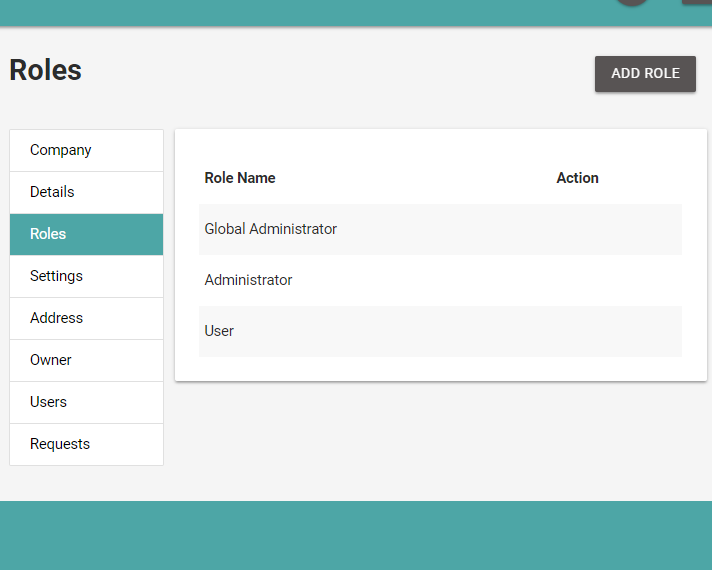 Roles
ADD ROLE
Company
Details
Roles
Settings
Address
Owner
Users
Requests
Role Name Action
Global Administrator
Administrator
User